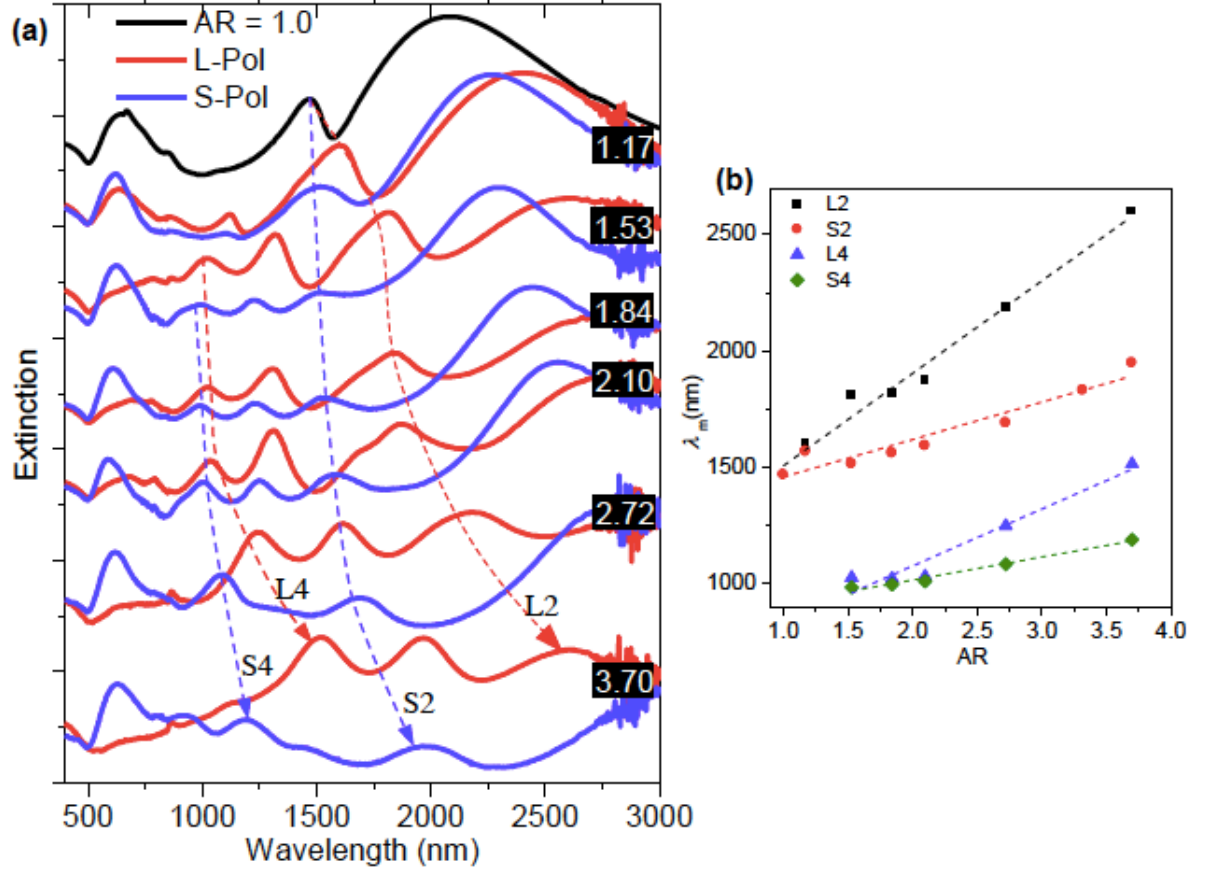 (a)
AR = 1.0
L-Pol
S-Pol
1.17
1.53
1.84
2.10
2.72
3.70
L4
L2
S4
S2
Extinction
500 1000 1500 2000 2500 3000
Wavelength (nm)
(b)
L2
S2
L4
S4
2500
2000
1500
1000
λm(nm)
1.0 1.5 2.0 2.5 3.0 3.5 4.0
AR